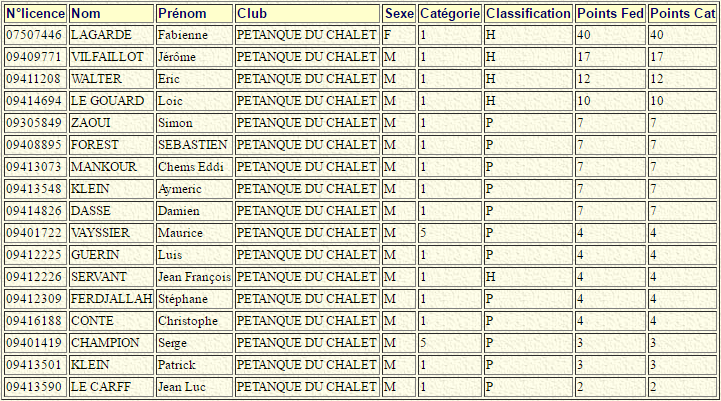 N°licence Nom Prénom Club Sexe Catégorie Classification Points Fed Points Cat
07507446 LAGARDE Fabienne PETANQUE DU CHALET F 1 H 40 40
09409771 VILFAILLOT Jérôme PETANQUE DU CHALET M 1 H 17 17
09411208 WALTER Eric PETANQUE DU CHALET M 1 H 12 12
09414694 LE GOUARD Loic PETANQUE DU CHALET M 1 H 10 10
09305849 ZAOUI Simon PETANQUE DU CHALET M 1 P 7 7
09408895 FOREST SEBASTIEN PETANQUE DU CHALET M 1 P 7 7
09413073 MANKOUR Chems Eddi PETANQUE DU CHALET M 1 P 7 7
09413548 KLEIN Aymeric PETANQUE DU CHALET M 1 P 7 7
09414826 DASSE Damien PETANQUE DU CHALET M 1 P 7 7
09401722 VAYSSIER Maurice PETANQUE DU CHALET M 5 P 4 4
09412225 GUERIN Luis PETANQUE DU CHALET M 1 P 4 4
09412226 SERVANT Jean François PETANQUE DU CHALET M 1 H 4 4
09412309 FERDJALLAH Stéphane PETANQUE DU CHALET M 1 P 4 4
09416188 CONTE Christophe PETANQUE DU CHALET M 1 P 4 4
09401419 CHAMPION Serge PETANQUE DU CHALET M 5 P 3 3
09413501 KLEIN Patrick PETANQUE DU CHALET M 1 P 3 3
09413590 LE CARFF Jean Luc PETANQUE DU CHALET M 1 P 2 2